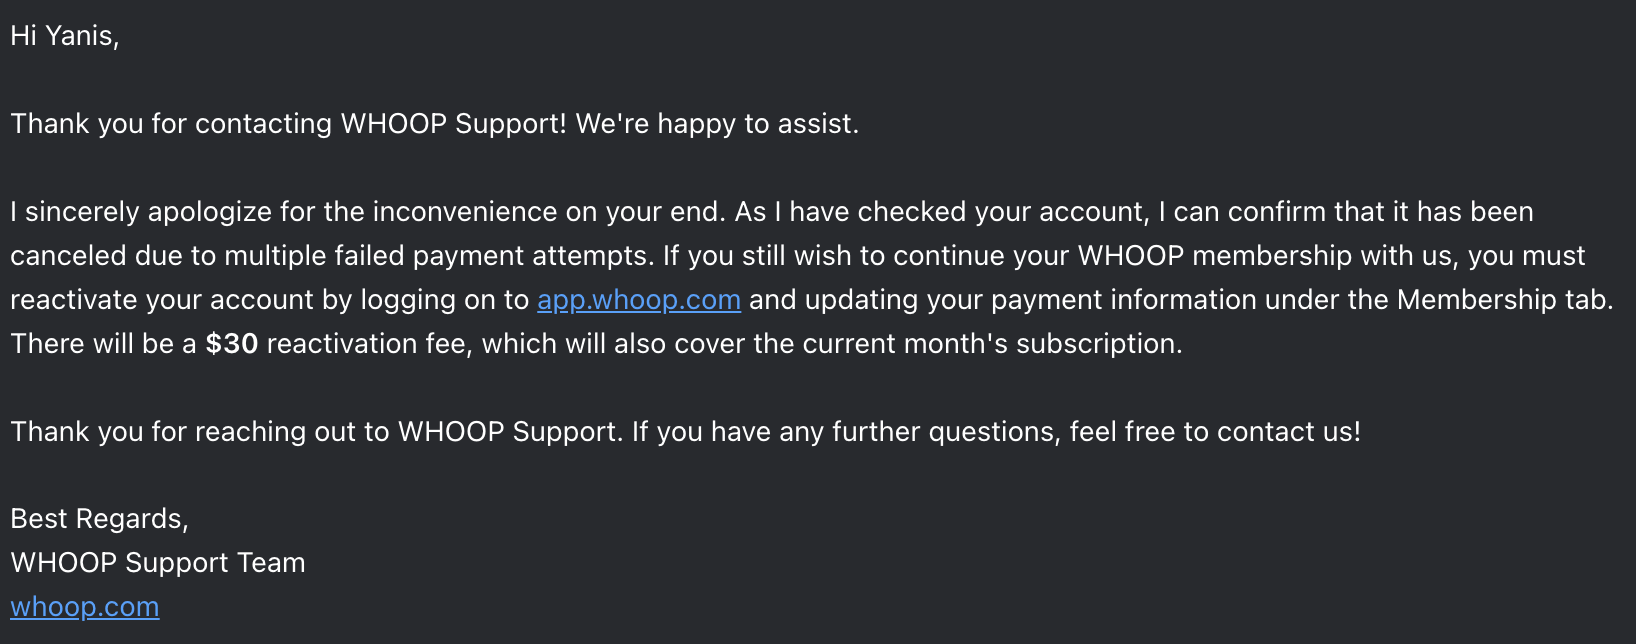 Hi Yanis,
Thank you for contacting WHOOP Support! We're happy to assist.
I sincerely apologize for the inconvenience on your end. As I have checked your account, I can confirm that it has been
canceled due to multiple failed payment attempts. If you still wish to continue your WHOOP membership with us, you must
reactivate your account by logging on to app.whoop.com and updating your payment information under the Membership tab.
There will be a $30 reactivation fee, which will also cover the current month's subscription.
Thank you for reaching out to WHOOP Support. If you have any further questions, feel free to contact us!
Best Regards,
WHOOP Support Team
whoop.com